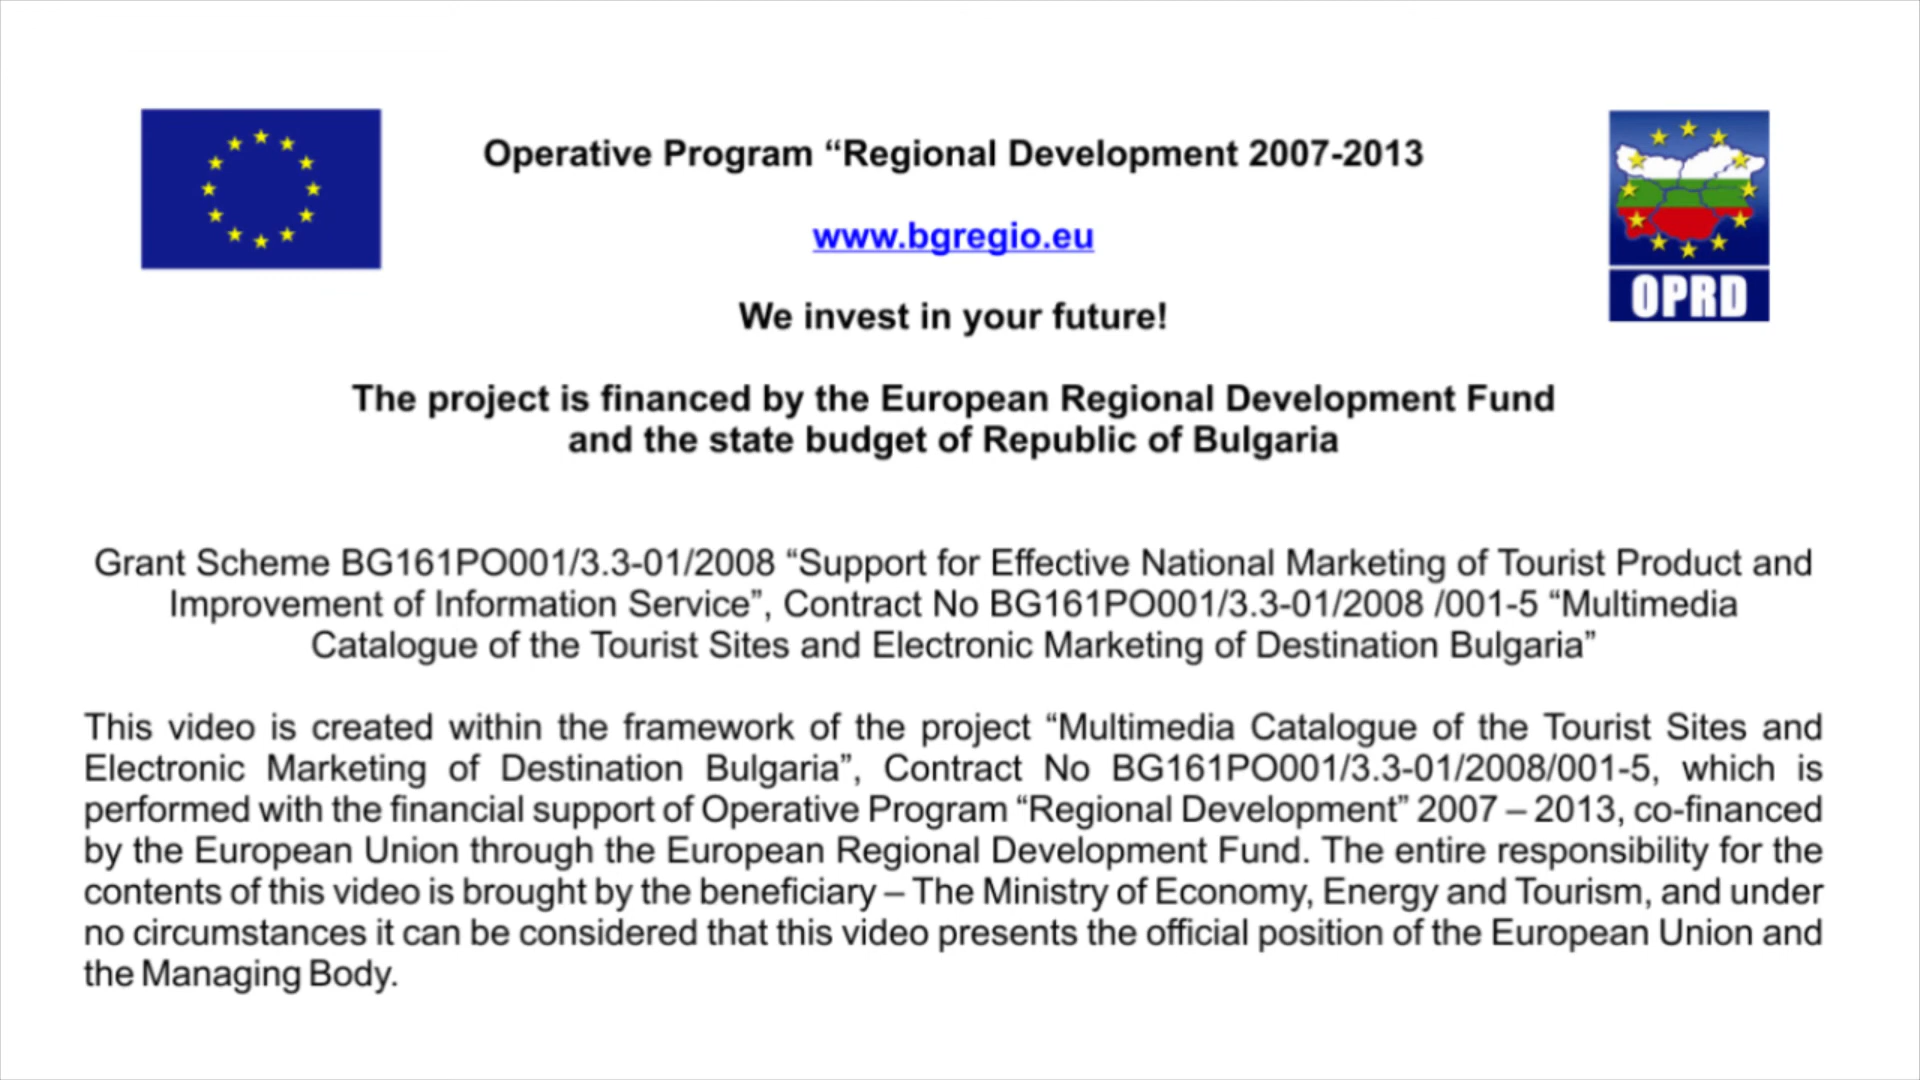 Operative Program “Regional Development 2007-2013
www.bgregio.eu
We invest in your future!
OPRD
The project is financed by the European Regional Development Fund
and the state budget of Republic of Bulgaria
Grant Scheme BG161PO001/3.3-01/2008 “Support for Effective National Marketing of Tourist Product and
Improvement of Information Service”, Contract No BG161PO001/3.3-01/2008 /001-5 “Multimedia
Catalogue of the Tourist Sites and Electronic Marketing of Destination Bulgaria”
This video is created within the framework of the project “Multimedia Catalogue of the Tourist Sites and
Electronic Marketing of Destination Bulgaria”, Contract No BG161PO001/3.3-01/2008/001-5, which is
performed with the financial support of Operative Program “Regional Development” 2007 – 2013, co-financed
by the European Union through the European Regional Development Fund. The entire responsibility for the
contents of this video is brought by the beneficiary – The Ministry of Economy, Energy and Tourism, and under
no circumstances it can be considered that this video presents the official position of the European Union and
the Managing Body.